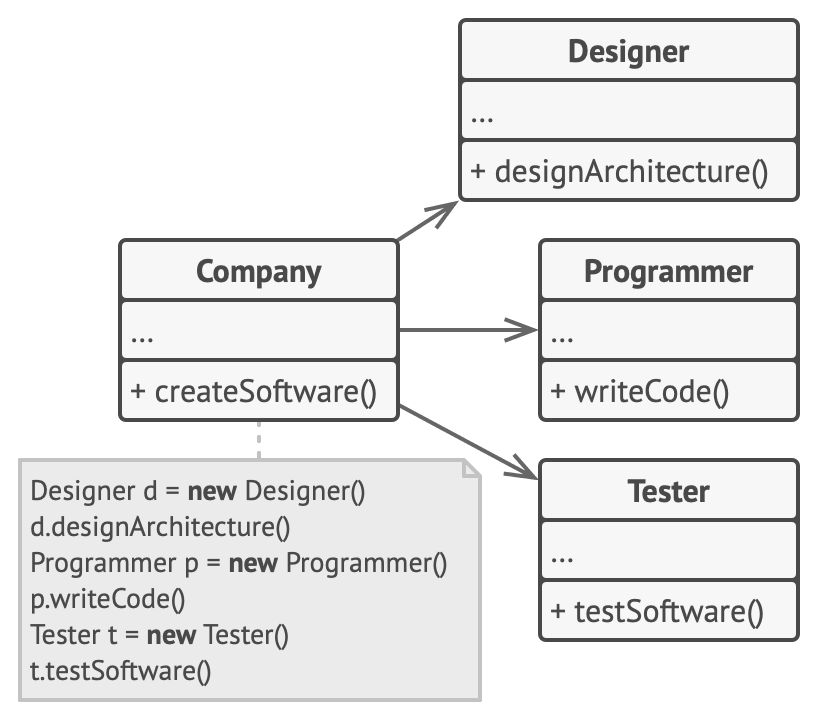 Designer
...
+ designArchitecture()
Company
...
+ createSoftware()
Programmer
...
+ writeCode()
Tester
...
+ testSoftware()
Designer d = new Designer()
d.designArchitecture()
Programmer p = new Programmer()
p.writeCode()
Tester t = new Tester()
t.testSoftware()